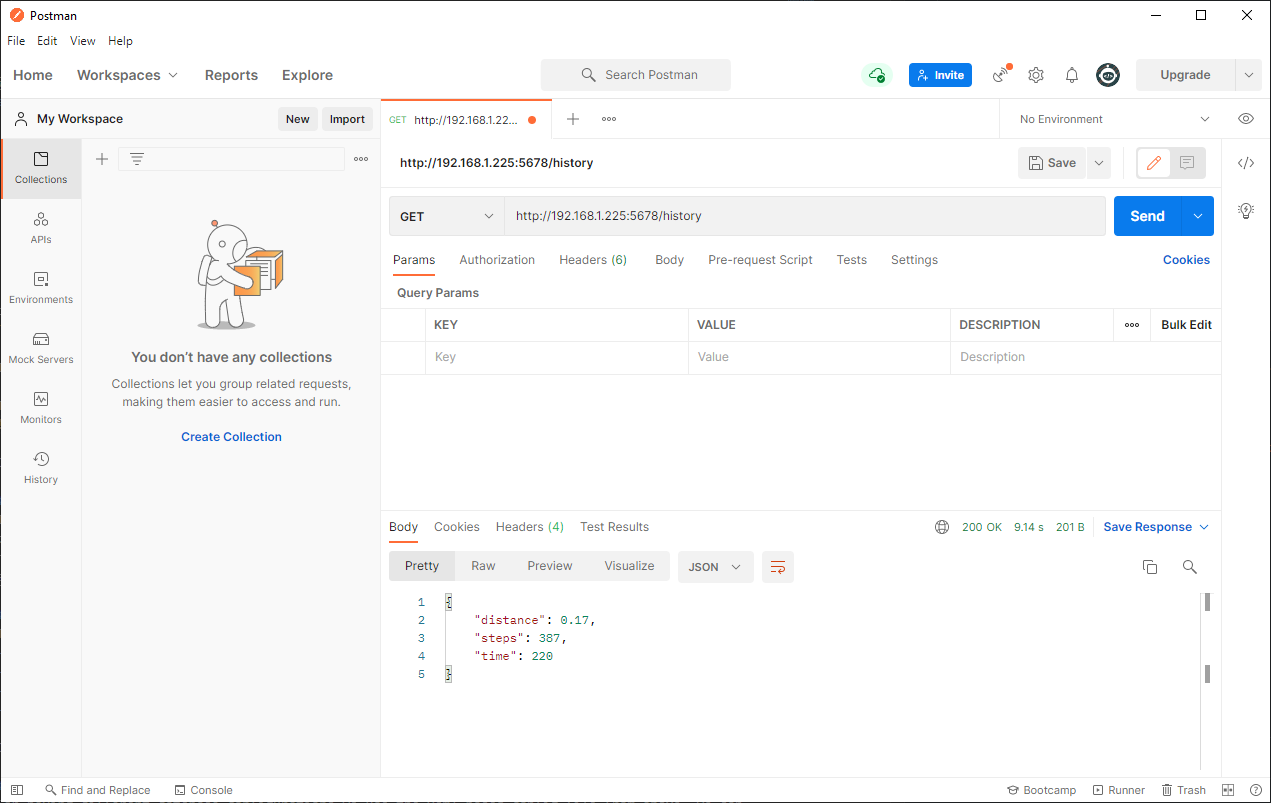 Postman
File Edit View Help
Home Workspaces Reports Explore Search Postman Invite Upgrade
My Workspace New Import GET http://192.168.1.22... No Environment
Collections
APIs
Environments
Mock Servers
Monitors
History
You don’t have any collections
Collections let you group related requests,
making them easier to access and run.
Create Collection
http://192.168.1.225:5678/history Save
GET http://192.168.1.225:5678/history Send
Params Authorization Headers (6) Body Pre-request Script Tests Settings Cookies
Query Params
KEY VALUE DESCRIPTION Bulk Edit
Key Value Description
Body Cookies Headers (4) Test Results 200 OK 9.14 s 201 B Save Response
Pretty Raw Preview Visualize JSON
1 {
2 "distance": 0.17,
3 "steps": 387,
4 "time": 220
5 }
Find and Replace Console Bootcamp Runner Trash